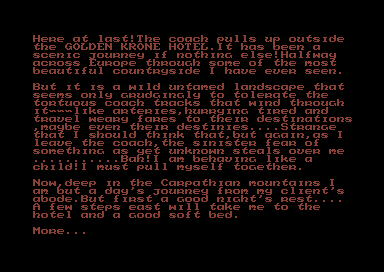 Here at last!The coach pulls up outside
the GOLDEN KRONE HOTEL.It has been a
scenic journey if nothing else!Halfway
across Europe through some of the most
beautiful countryside I have ever seen.
But it is a wild untamed landscape that
seems only grudgingly to tolerate the
tortuous coach tracks that wind through
it~~~like arteries,hurrying tired and
travel weary fares to their destinations
,maybe even their destinies....Strange
that I should think that,but again,as I
leave the coach,the sinister fear of
something as yet unknown steals over me
...........Bah!I am behaving like a
child!I must pull myself together.
Now,deep in the Carpathian mountains I
am but a day's journey from my client's
abode.But first a good night's rest....
A few steps east will take me to the
hotel and a good soft bed.
More...